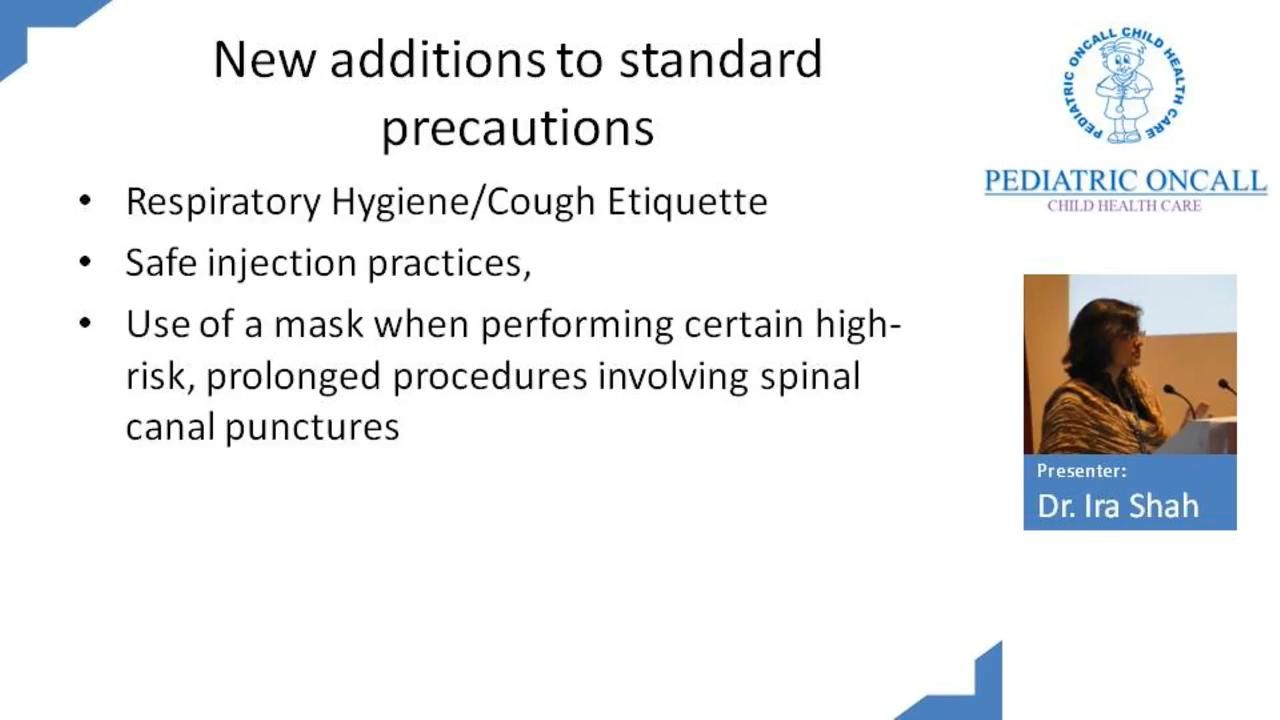 New additions to standard
precautions
• Respiratory Hygiene/Cough Etiquette
• Safe injection practices,
• Use of a mask when performing certain high-
risk, prolonged procedures involving spinal
canal punctures
PEDIATRIC ONCALL CHILD HEALTH CARE
PEDIATRIC ONCALL
CHILD HEALTH CARE
Presenter:
Dr. Ira Shah